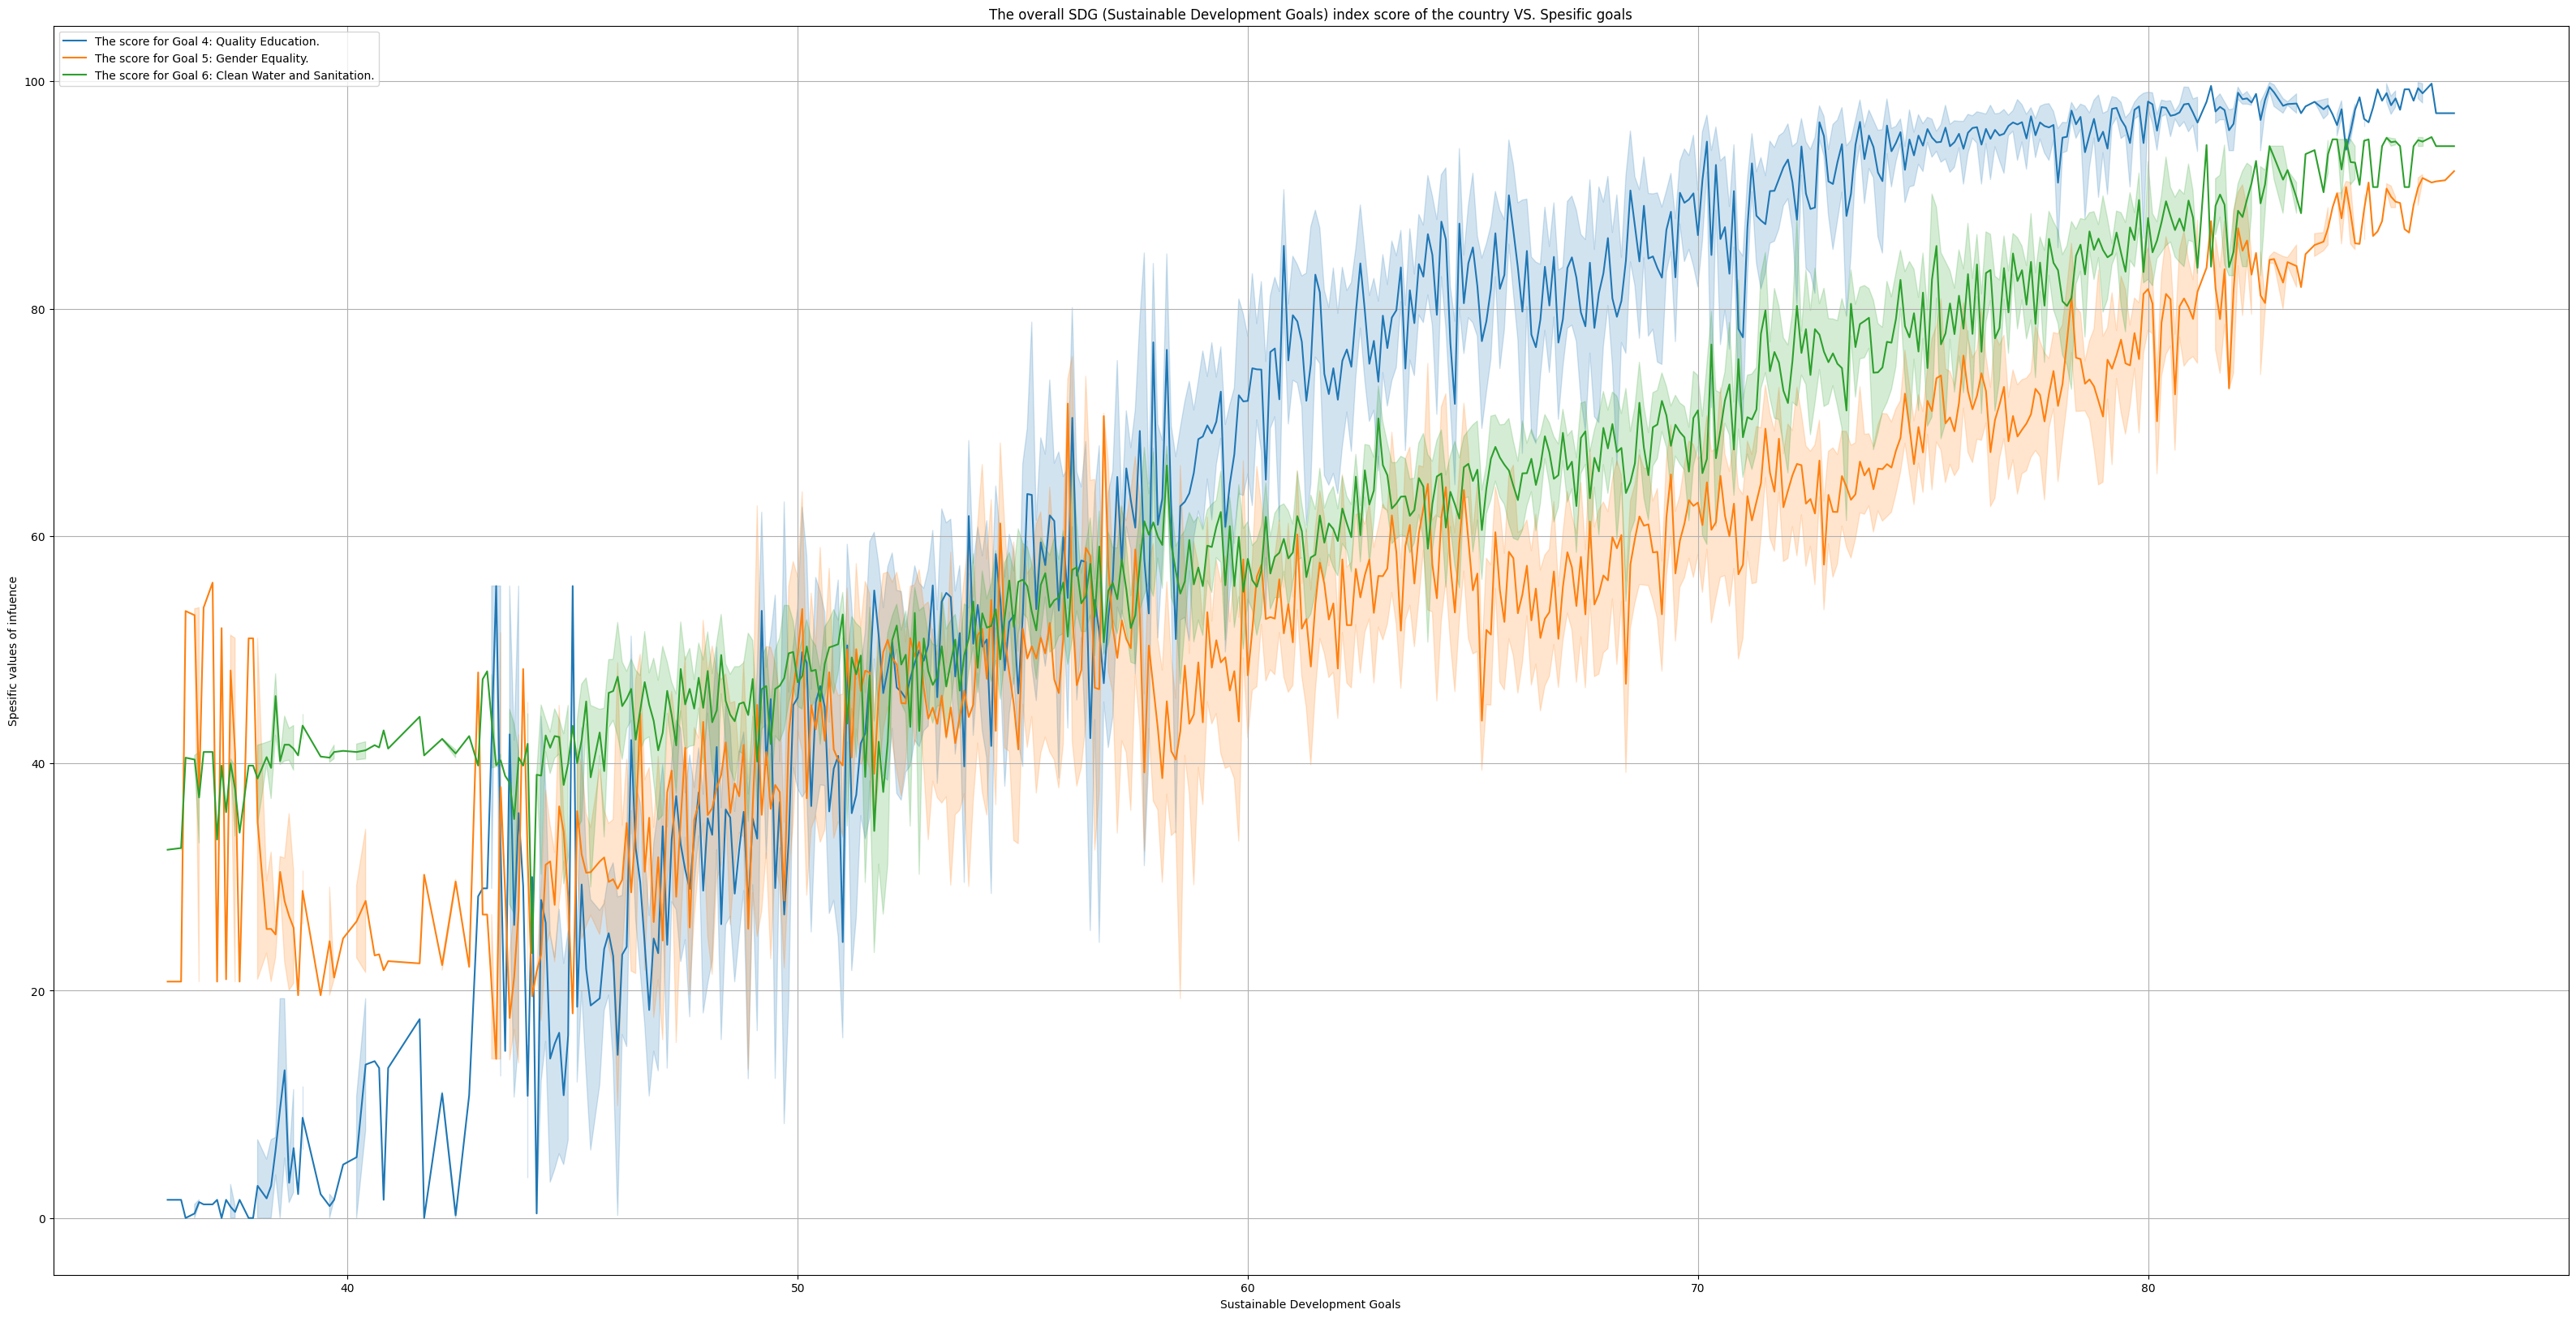 The overall SDG (Sustainable Development Goals) index score of the country VS. Spesific goals
The score for Goal 4: Quality Education.
The score for Goal 5: Gender Equality.
The score for Goal 6: Clean Water and Sanitation.
100
80
60
40
20
0
Spesific values of infuence
40 50 60 70 80
Sustainable Development Goals